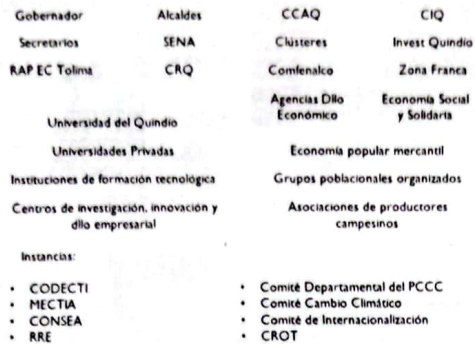 Gobernador Alcaldes CCAQ CIQ
Secretarios SENA Clústeres Invest Quindío
RAP EC Tolima CRQ Comfenalco Zona Franca
Agencias Dllo
Económico
Economía Social
y Solidaria
Universidad del Quindío
Universidades Privadas
Instituciones de formación tecnológica
Centros de investigación, innovación y
dllo empresarial
Economía popular mercantil
Grupos poblacionales organizados
Asociaciones de productores
campesinos
Instancias:
• CODECTI
• MECTIA
• CONSEA
• RRE
• Comité Departamental del PCCC
• Comité Cambio Climático
• Comité de Internacionalización
• CROT